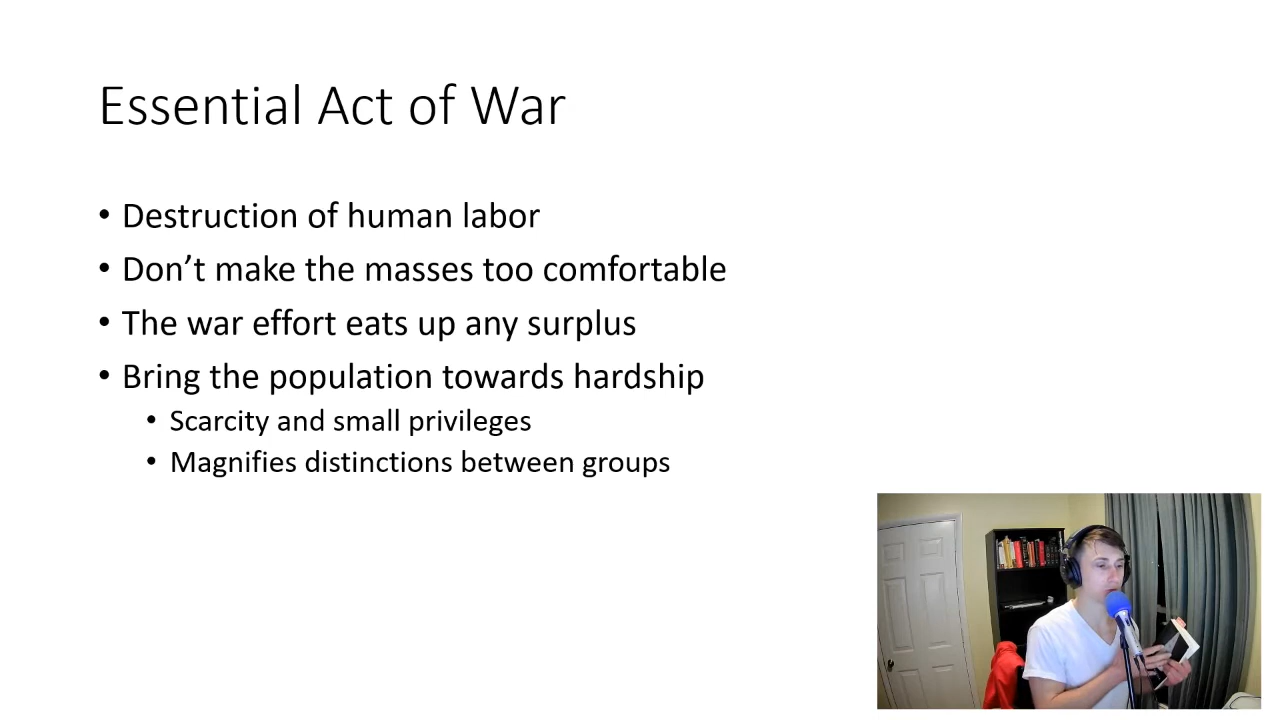 Essential Act of War
• Destruction of human labor
• Don’t make the masses too comfortable
• The war effort eats up any surplus
• Bring the population towards hardship
• Scarcity and small privileges
• Magnifies distinctions between groups